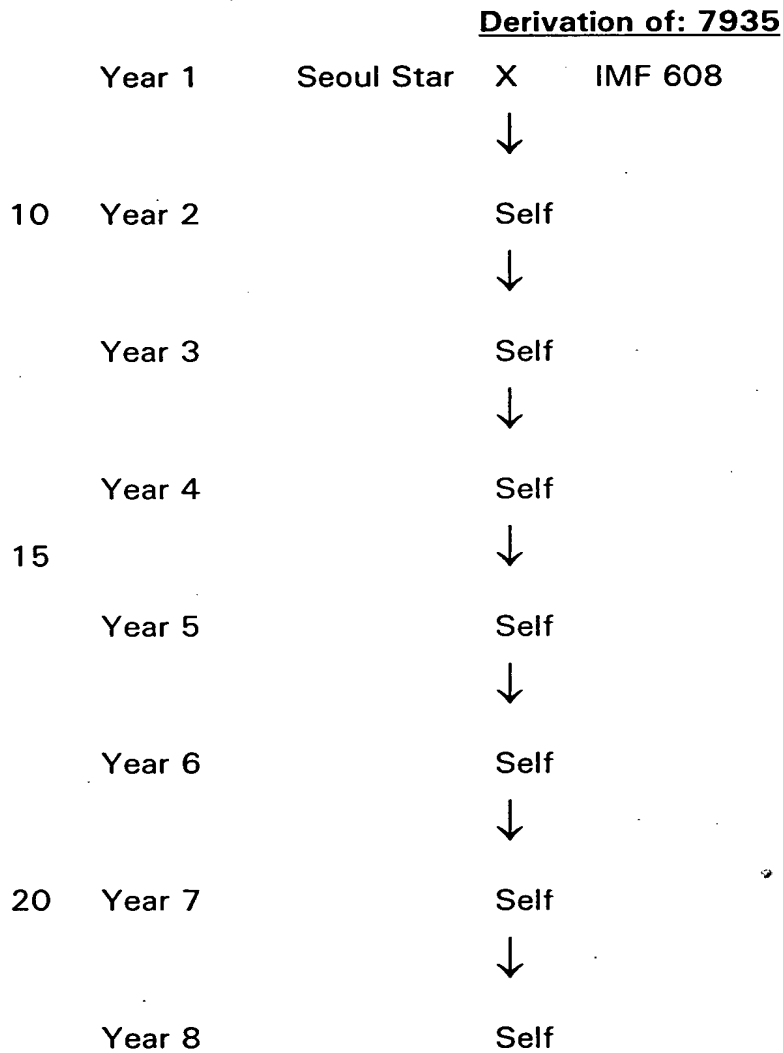 Derivation of: 7935
Year 1 Seoul Star X IMF 608
↓
10 Year 2 Self
↓
Year 3 Self
↓
Year 4 Self
15 ↓
Year 5 Self
↓
Year 6 Self
↓
20 Year 7 Self
↓
Year 8 Self